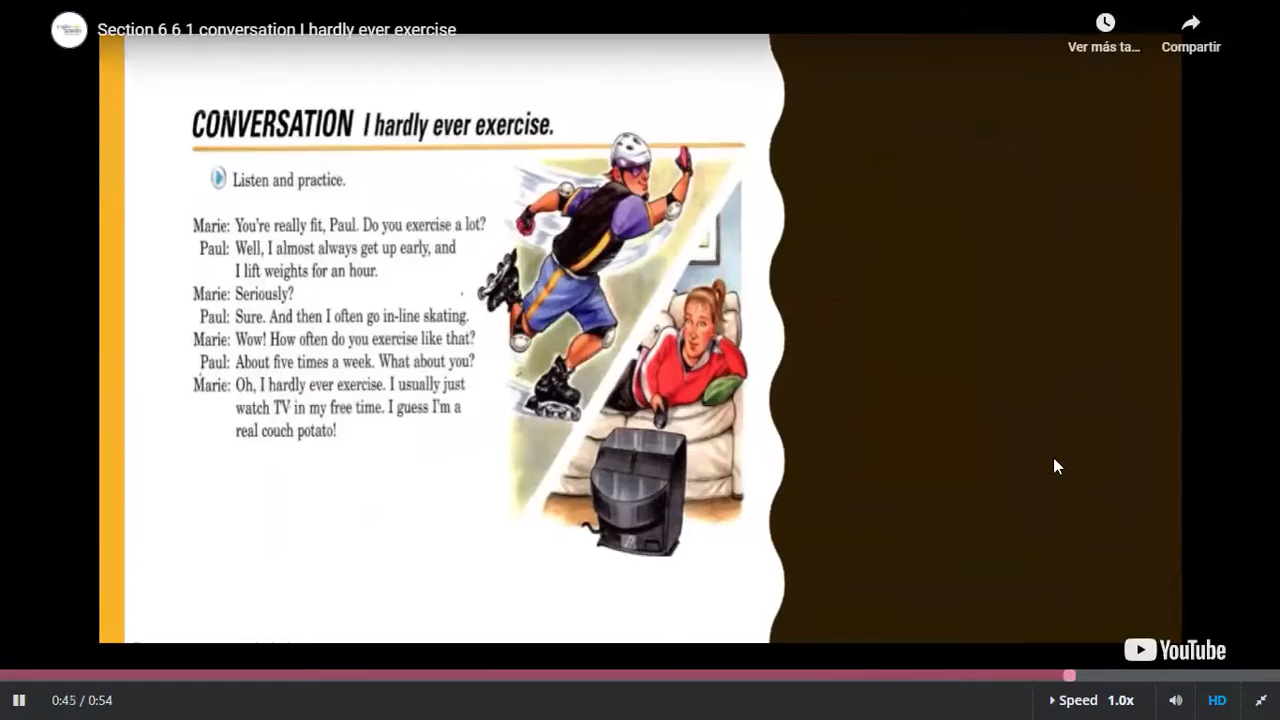 Section 6 6 1 conversation I hardly ever exercise
Ver más ta...
Compartir
CONVERSATION I hardly ever exercise.
Listen and practice.
Marie: You're really fit, Paul. Do you exercise a lot?
Paul: Well, I almost always get up early, and
I lift weights for an hour.
Marie: Seriously?
Paul: Sure. And then I often go in-line skating.
Marie: Wow! How often do you exercise like that?
Paul: About five times a week. What about you?
Marie: Oh, I hardly ever exercise. I usually just
watch TV in my free time. I guess I'm a
real couch potato!
YouTube
0:45 / 0:54
Speed 1.0x
HD